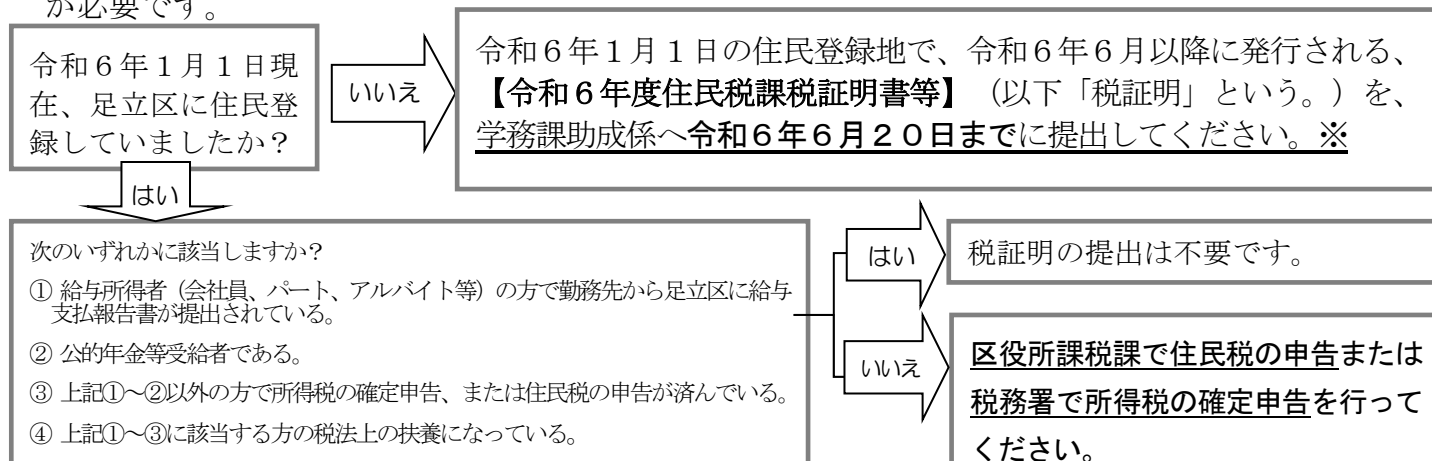 が必要です。
令和６年１月１日現
在、足立区に住民登
録していましたか？
いいえ
令和６年１月１日の住民登録地で、令和６年６月以降に発行される、
【令和６年度住民税課税証明書等】（以下「税証明」という。）を、
学務課助成係へ令和６年６月２０日までに提出してください。※
はい
次のいずれかに該当しますか？
① 給与所得者（会社員、パート、アルバイト等）の方で勤務先から足立区に給与
支払報告書が提出されている。
② 公的年金等受給者である。
③ 上記①～②以外の方で所得税の確定申告、または住民税の申告が済んでいる。
④ 上記①～③に該当する方の税法上の扶養になっている。
はい
税証明の提出は不要です。
いいえ
区役所課税課で住民税の申告または
税務署で所得税の確定申告を行って
ください。